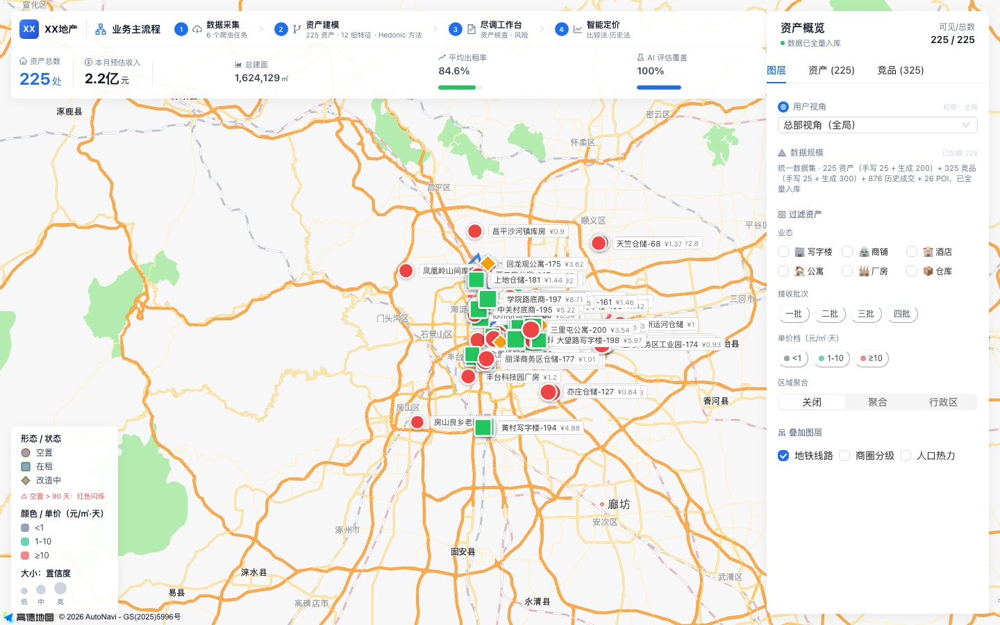 宣化区
XX
XX地产
业务主流程
1
数据采集
6 个爬虫任务
2
资产建模
225 资产 · 12 组特征 · Hedonic 方法
3
尽调工作台
资产核查 · 风险
4
智能定价
比较法·历史法
资产总数
225 处
本月预估收入
2.2亿 元
总建面
1,624,129 ㎡
平均出租率
84.6%
AI 评估覆盖
100%
资产概览
数据已全量入库
可见/总数
225 / 225
图层
资产 (225)
竞品 (325)
用户视角
权限：全局
总部视角（全局）
数据规模
已加载 225
统一数据集 · 225 资产（手写 25 + 生成 200）+ 325 竞品
（手写 25 + 生成 300）+ 876 历史成交 + 26 POI，已全
量入库
过滤资产
业态
写字楼
商铺
酒店
公寓
厂房
仓库
接收批次
一批
二批
三批
四批
单价档（元/㎡·天）
<1
1-10
≥10
区域聚合
关闭
聚合
行政区
叠加图层
地铁线路
商圈分级
人口热力
涿鹿县
密云区
怀柔区
昌平区
顺义区
平谷区
昌平沙河镇库房 ¥0.9
天竺仓储-68 ¥1.37
¥2.8
回龙观公寓-175 ¥3.62
凤凰岭山间库房
上地仓储-181 ¥1.44
学院路底商-197 ¥8.71
-161 ¥1.46
海淀
中关村底商-195 ¥5.22
三河市
门头沟区
州运河仓储 ¥1
石景山区
三里屯公寓-200 ¥3.54
大望路写字楼-198 ¥5.97
商务区工业园-174 ¥0.93
丰台
丽泽商务区仓储-177 ¥1.01
丰台科技园厂房 ¥1.2
亦庄仓储-127 ¥0.84
香河县
房山区
房山良乡老
黄村写字楼-194 ¥4.88
廊坊
安次区
涿州市
固安县
涞水县
武清区
易县
高碑店市
永清县
形态 / 状态
空置
在租
改造中
空置 > 90 天：红色闪烁
颜色 / 单价（元/㎡·天）
<1
1-10
≥10
大小：置信度
低
中
高
高德地图
© 2026 AutoNavi - GS(2025)5996号